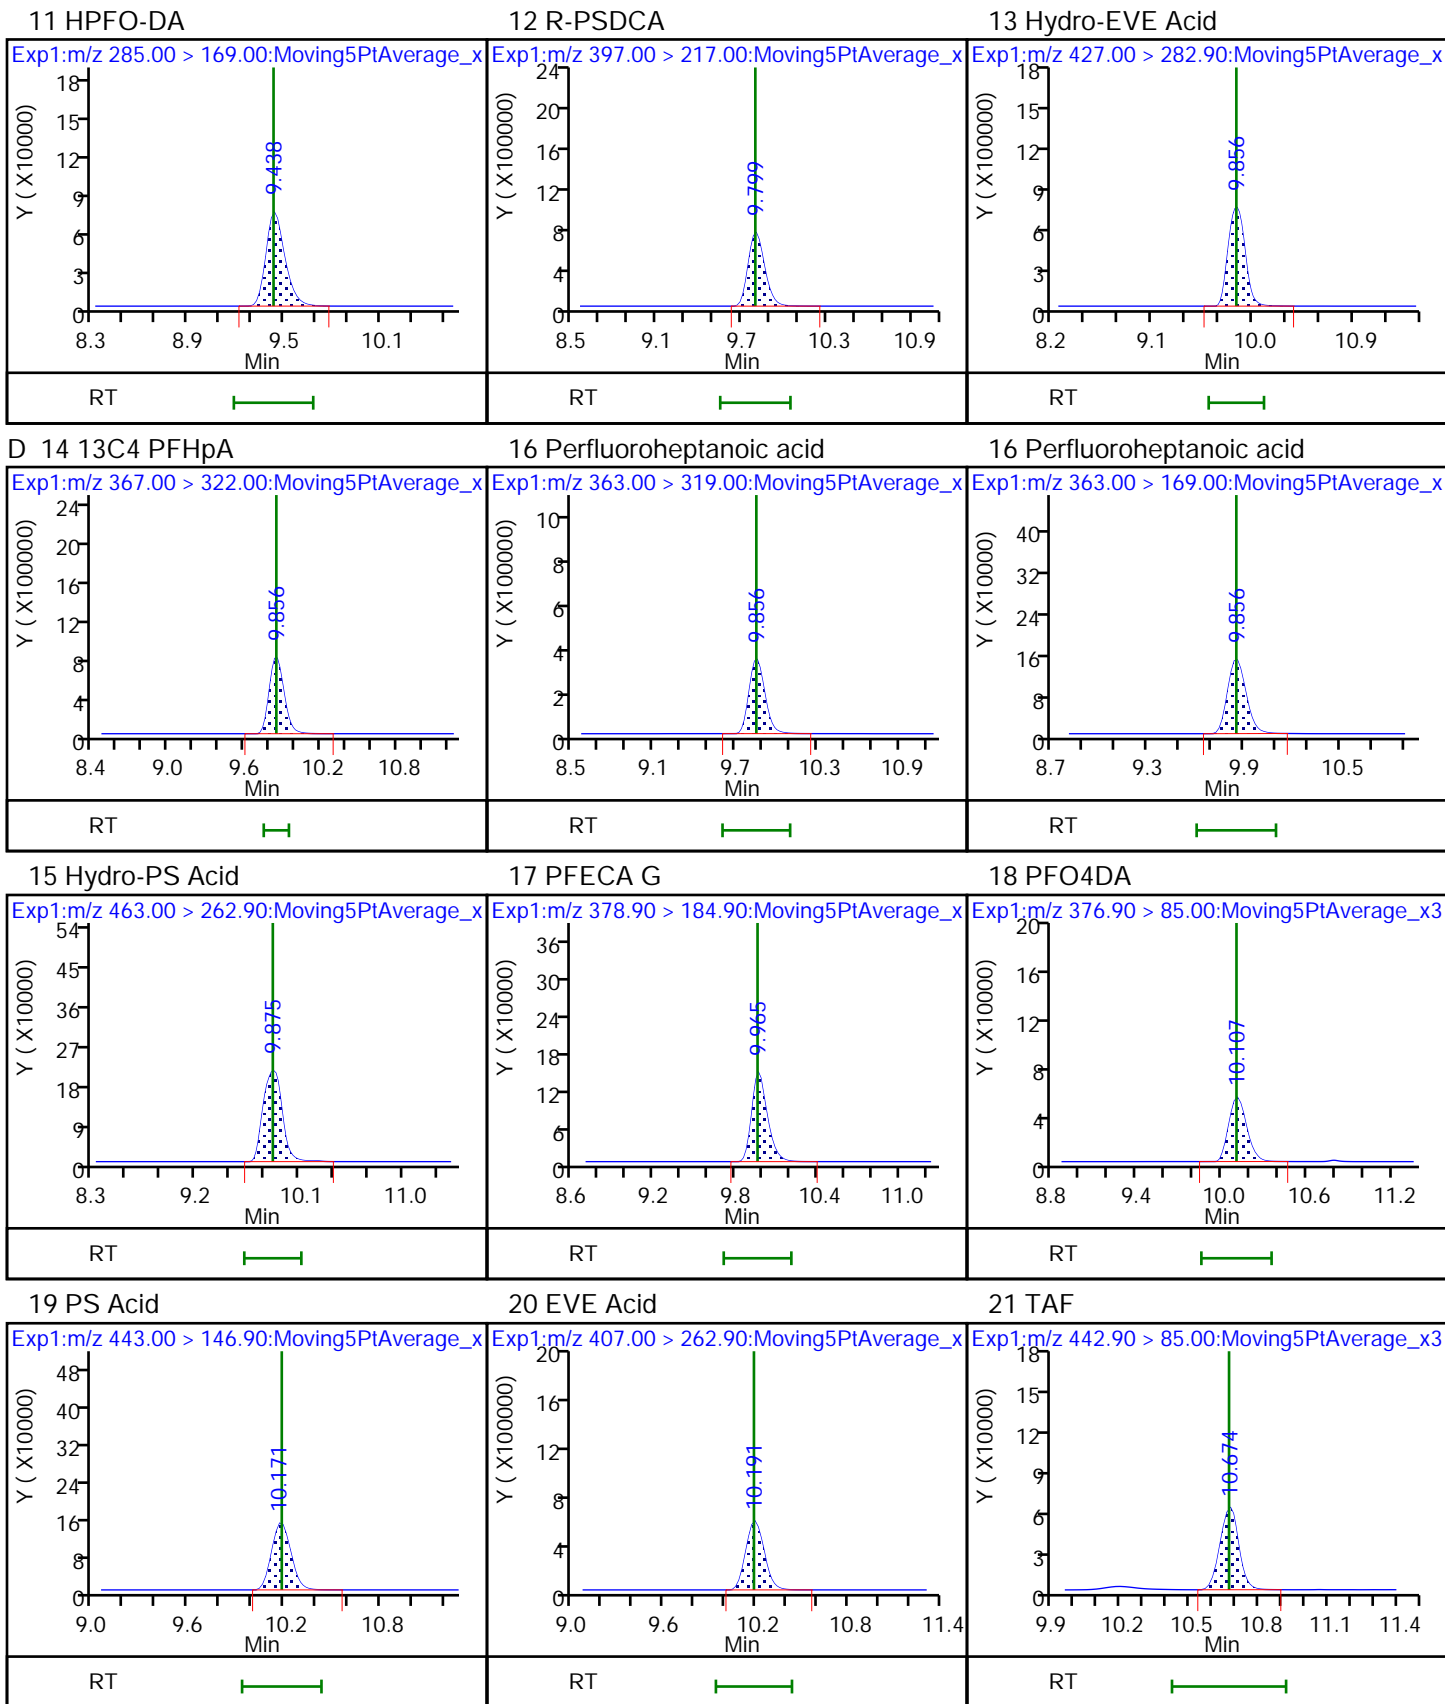 11 HPFO-DA
Exp1:m/z 285.00 > 169.00:Moving5PtAverage_x
Y ( X100000)
18
15
12
9
6
3
0
9.438
8.3 8.9 9.5 10.1
Min
RT
12 R-PSDCA
Exp1:m/z 397.00 > 217.00:Moving5PtAverage_x
Y ( X100000)
24
20
16
12
8
4
0
9.799
8.5 9.1 9.7 10.3 10.9
Min
RT
13 Hydro-EVE Acid
Exp1:m/z 427.00 > 282.90:Moving5PtAverage_x
Y ( X100000)
18
15
12
9
6
3
0
9.856
8.2 9.1 10.0 10.9
Min
RT
D 14 13C4 PFHpA
Exp1:m/z 367.00 > 322.00:Moving5PtAverage_x
Y ( X100000)
24
20
16
12
8
4
0
9.856
8.4 9.0 9.6 10.2 10.8
Min
RT
16 Perfluoroheptanoic acid
Exp1:m/z 363.00 > 319.00:Moving5PtAverage_x
Y ( X100000)
10
8
6
4
2
0
9.856
8.5 9.1 9.7 10.3 10.9
Min
RT
16 Perfluoroheptanoic acid
Exp1:m/z 363.00 > 169.00:Moving5PtAverage_x
Y ( X10000)
40
32
24
16
8
0
9.856
8.7 9.3 9.9 10.5
Min
RT
15 Hydro-PS Acid
Exp1:m/z 463.00 > 262.90:Moving5PtAverage_x
Y ( X10000)
54
45
36
27
18
9
0
9.875
8.3 9.2 10.1 11.0
Min
RT
17 PFECA G
Exp1:m/z 378.90 > 184.90:Moving5PtAverage_x
Y ( X10000)
36
30
24
18
12
6
0
9.965
8.6 9.2 9.8 10.4 11.0
Min
RT
18 PFO4DA
Exp1:m/z 376.90 > 85.00:Moving5PtAverage_x3
Y ( X10000)
20
16
12
8
4
0
10.107
8.8 9.4 10.0 10.6 11.2
Min
RT
19 PS Acid
Exp1:m/z 443.00 > 146.90:Moving5PtAverage_x
Y ( X10000)
48
40
32
24
16
8
0
10.171
9.0 9.6 10.2 10.8
Min
RT
20 EVE Acid
Exp1:m/z 407.00 > 262.90:Moving5PtAverage_x
Y ( X100000)
20
16
12
8
4
0
10.191
9.0 9.6 10.2 10.8 11.4
Min
RT
21 TAF
Exp1:m/z 442.90 > 85.00:Moving5PtAverage_x3
Y ( X10000)
18
15
12
9
6
3
0
10.674
9.9 10.2 10.5 10.8 11.1 11.4
Min
RT